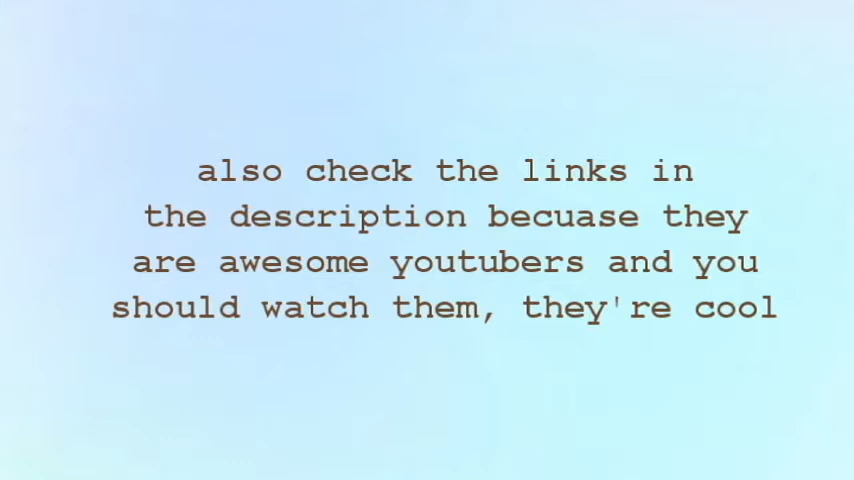 also check the links in
the description becuase they
are awesome youtubers and you
should watch them, they're cool